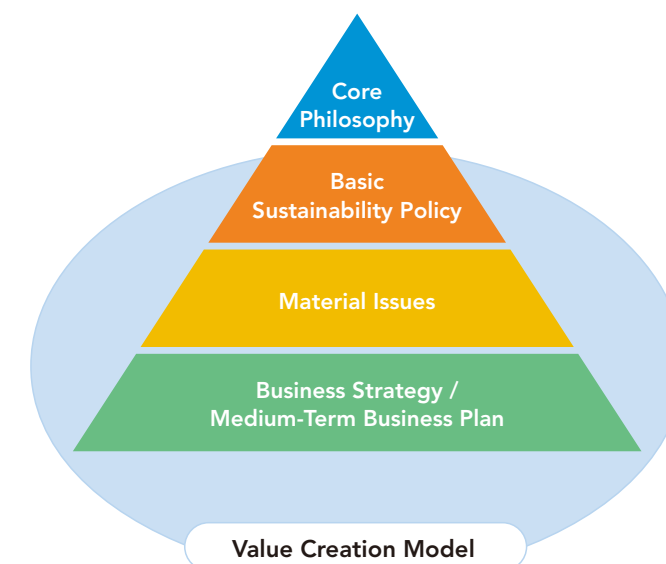 Core
Philosophy
Basic
Sustainability Policy
Material Issues
Business Strategy /
Medium-Term Business Plan
Value Creation Model